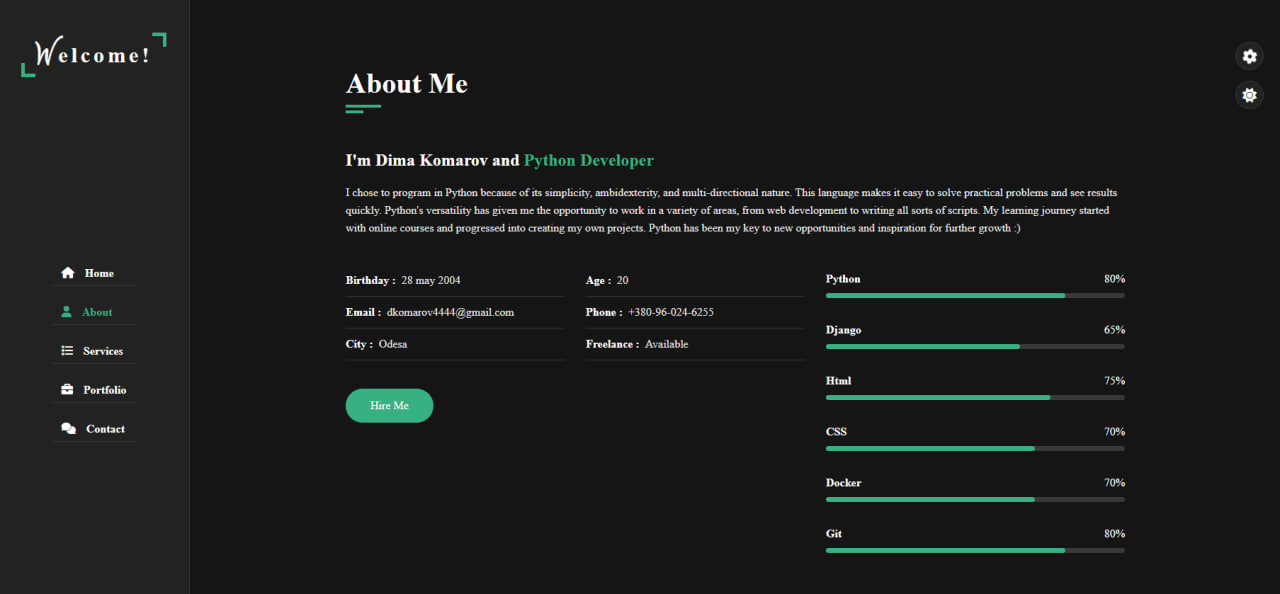 Welcome!
Home
About
Services
Portfolio
Contact
About Me
I'm Dima Komarov and Python Developer
I chose to program in Python because of its simplicity, ambidexterity, and multi-directional nature. This language makes it easy to solve practical problems and see results
quickly. Python's versatility has given me the opportunity to work in a variety of areas, from web development to writing all sorts of scripts. My learning journey started
with online courses and progressed into creating my own projects. Python has been my key to new opportunities and inspiration for further growth :)
Birthday : 28 may 2004
Age : 20
Email : dkomarov4444@gmail.com
Phone : +380-96-024-6255
City : Odesa
Freelance : Available
Hire Me
Python 80%
Django 65%
Html 75%
CSS 70%
Docker 70%
Git 80%